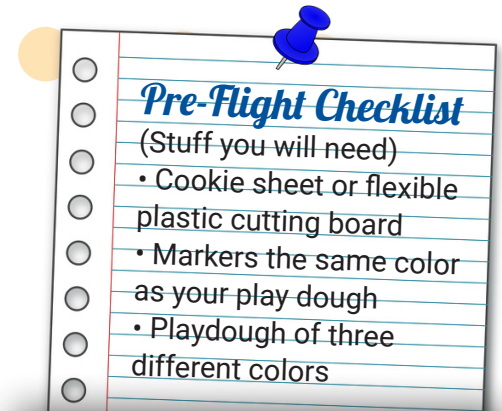 Pre-Flight Checklist
(Stuff you will need)
• Cookie sheet or flexible
plastic cutting board
• Markers the same color
as your play dough
• Playdough of three
different colors